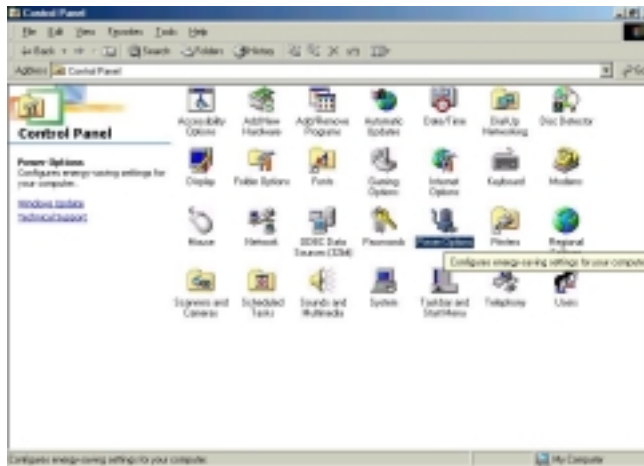 Control Panel
File Edit View Favorites Tools Help
Back Search Folders History
Address Control Panel
Control Panel
Power Options
Configures energy-saving settings for
your computer.
Windows Update
Technical Support
Accessibility
Options
Add New
Hardware
Add/Remove
Programs
Automatic
Updates
Date/Time
Dial-Up
Networking
Disc Detector
Display
Folder Options
Fonts
Gaming
Options
Internet
Options
Keyboard
Modems
Mouse
Network
ODBC Data
Sources (32bit)
Passwords
Power Options
Printers
Regional
Configures energy-saving settings for your compute
Scanners and
Cameras
Scheduled
Tasks
Sounds and
Multimedia
System
Taskbar and
Start Menu
Telephony
Users
Configures energy-saving settings for your computer.
My Computer